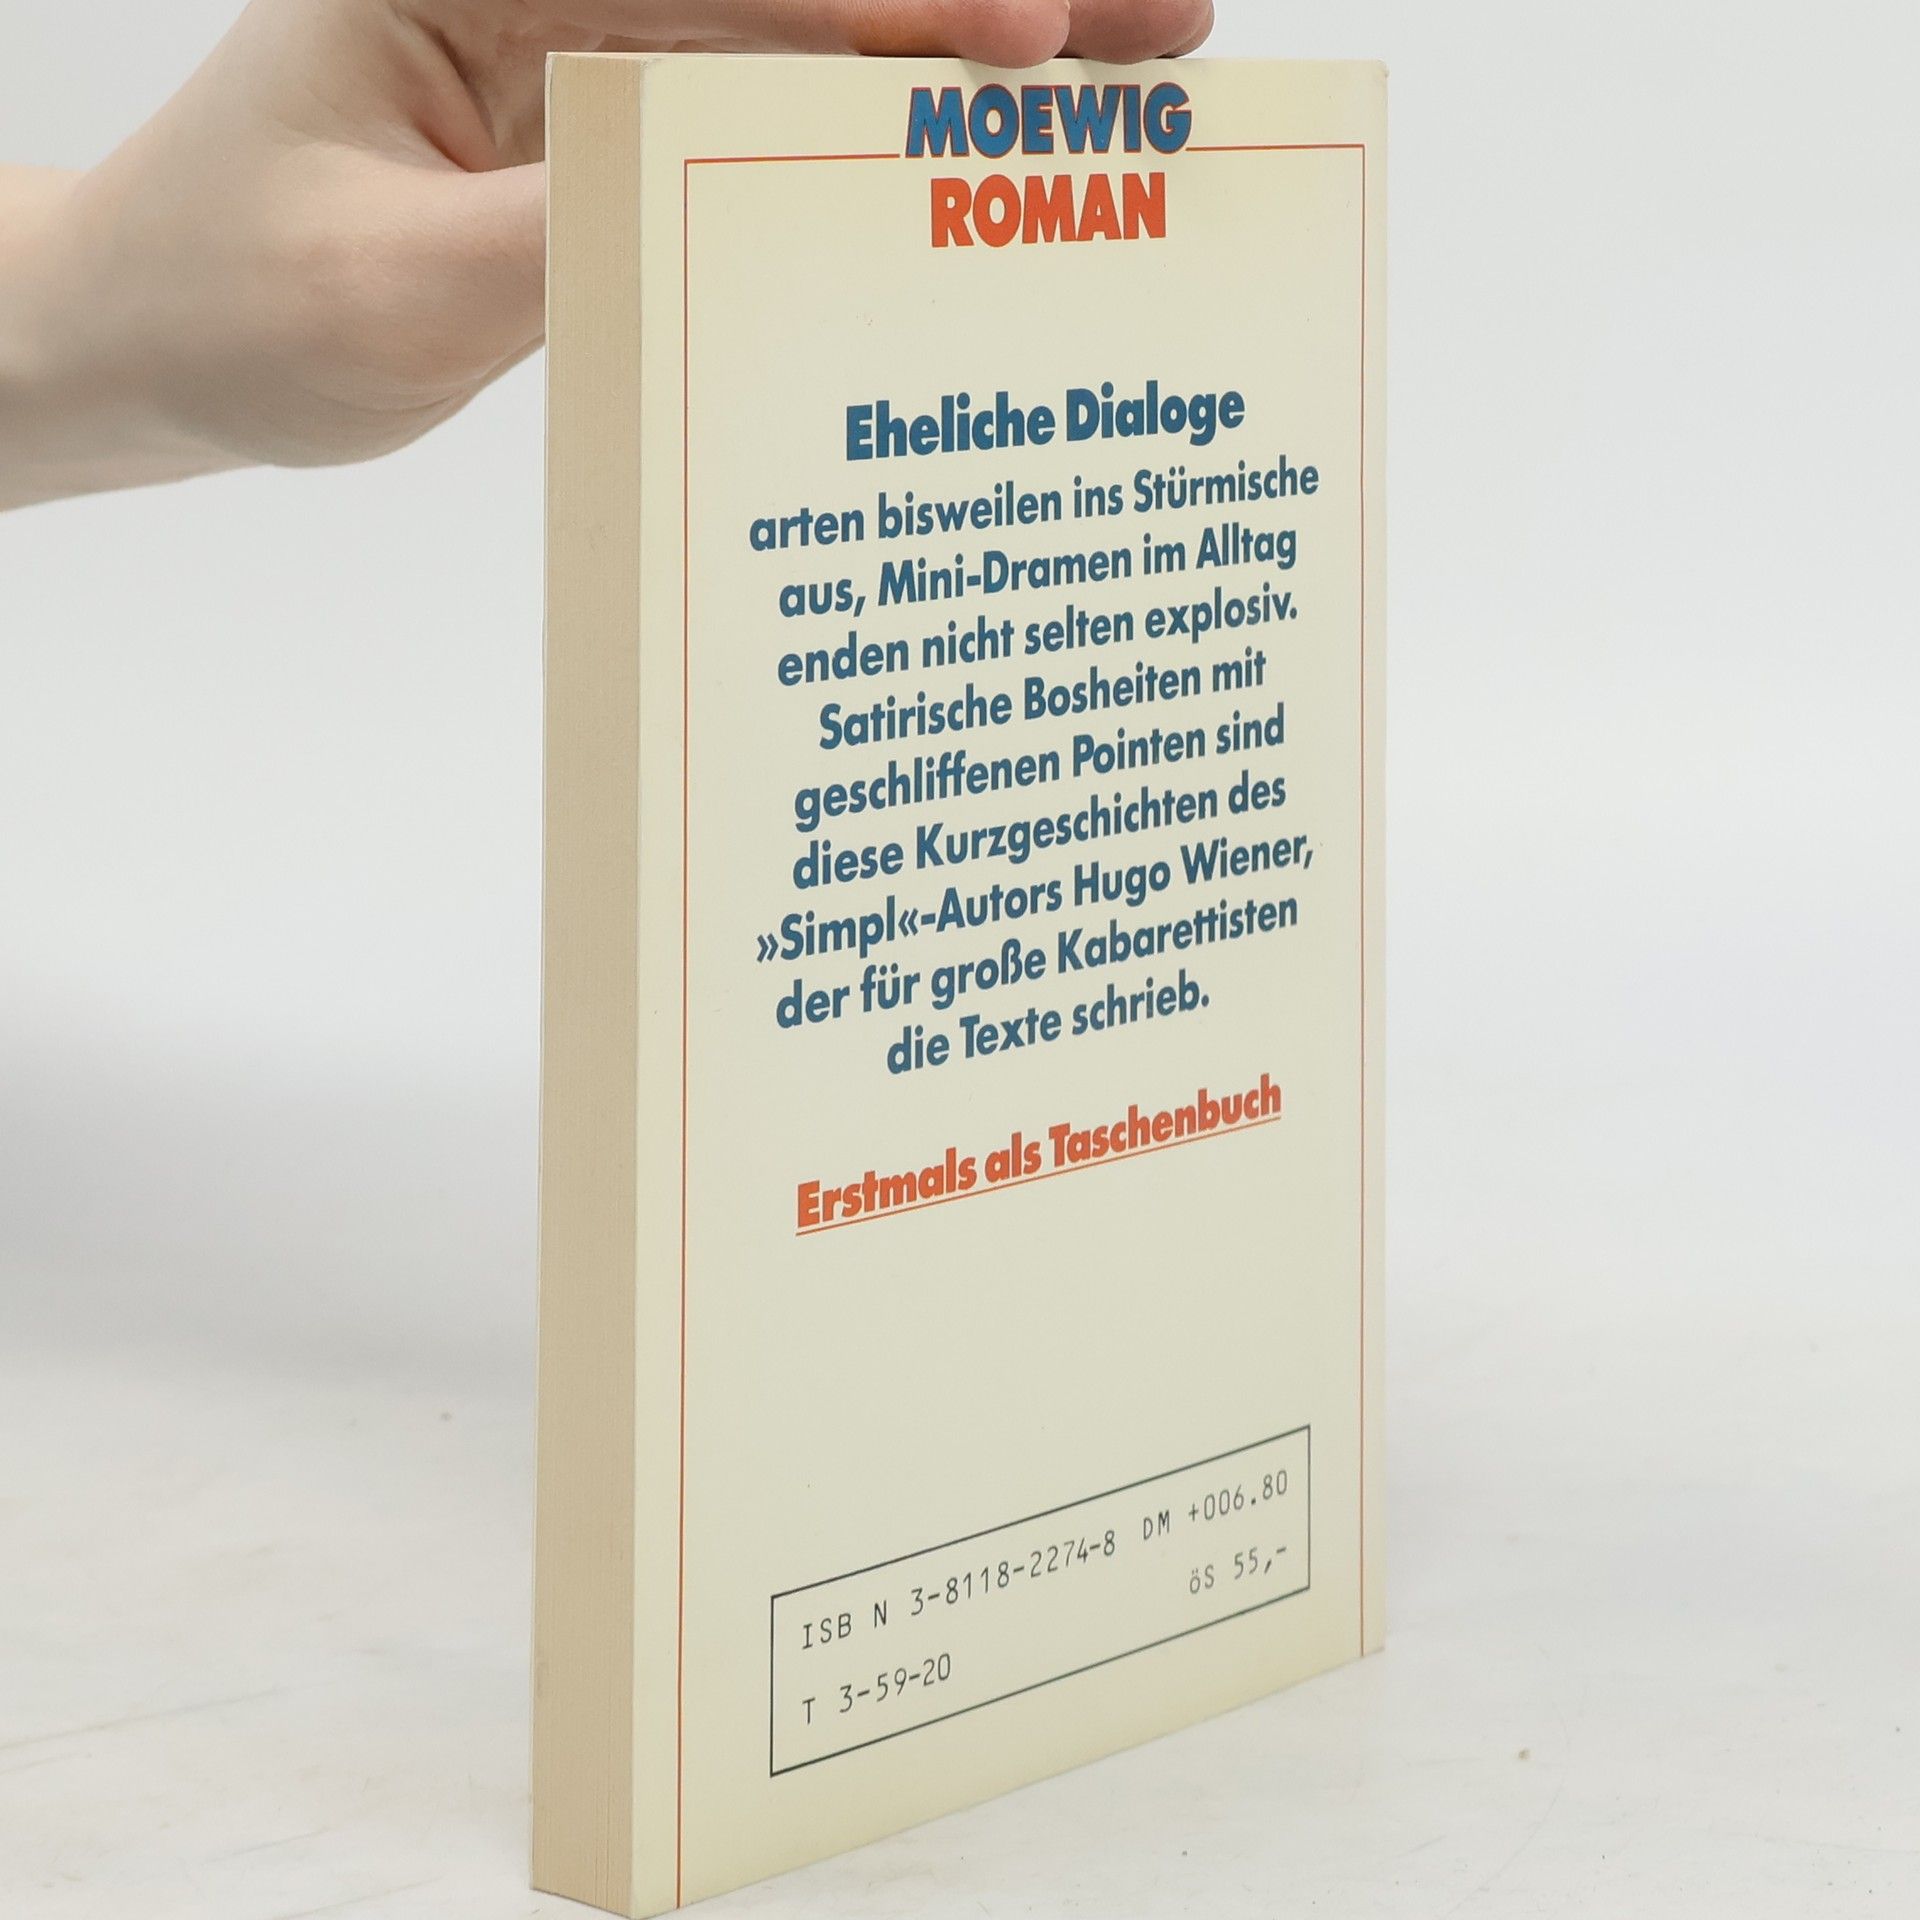 MOEWIG
ROMAN
Eheliche Dialoge
arten bisweilen ins Stürmische
aus, Mini-Dramen im Alltag
enden nicht selten explosiv.
Satirische Bosheiten mit
geschliffenen Pointen sind
diese Kurzgeschichten des
»Simpl«-Autors Hugo Wiener,
der für große Kabarettisten
die Texte schrieb.
Erstmals als Taschenbuch
ISB N 3-8118-2274-8 DM +006.80
öS 55,-
T 3-59-20